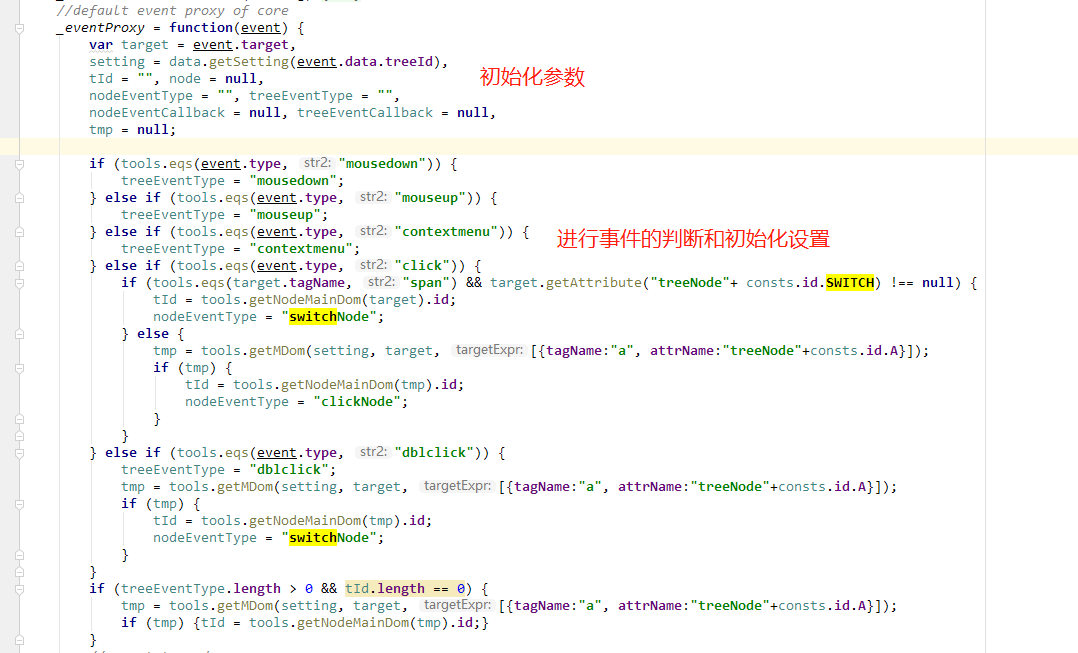 //default event proxy of core
_eventProxy = function(event) {
var target = event.target,
setting = data.getSetting(event.data.treeId),
初始化参数
tId = "", node = null,
nodeEventType = "", treeEventType = "",
nodeEventCallback = null, treeEventCallback = null,
tmp = null;
if (tools.eqs(event.type, str2: "mousedown")) {
treeEventType = "mousedown";
} else if (tools.eqs(event.type, str2: "mouseup")) {
treeEventType = "mouseup";
} else if (tools.eqs(event.type, str2: "contextmenu")) {
进行事件的判断和初始化设置
treeEventType = "contextmenu";
} else if (tools.eqs(event.type, str2: "click")) {
if (tools.eqs(target.tagName, str2: "span") && target.getAttribute("treeNode"+ consts.id.SWITCH) !== null) {
tId = tools.getNodeMainDom(target).id;
nodeEventType = "switchNode";
} else {
tmp = tools.getMDom(setting, target, targetExpr: [{tagName:"a", attrName:"treeNode"+consts.id.A}]);
if (tmp) {
tId = tools.getNodeMainDom(tmp).id;
nodeEventType = "clickNode";
}
}
} else if (tools.eqs(event.type, str2: "dblclick")) {
treeEventType = "dblclick";
tmp = tools.getMDom(setting, target, targetExpr: [{tagName:"a", attrName:"treeNode"+consts.id.A}]);
if (tmp) {
tId = tools.getNodeMainDom(tmp).id;
nodeEventType = "switchNode";
}
}
if (treeEventType.length > 0 && tId.length == 0) {
tmp = tools.getMDom(setting, target, targetExpr: [{tagName:"a", attrName:"treeNode"+consts.id.A}]);
if (tmp) {tId = tools.getNodeMainDom(tmp).id;}
}